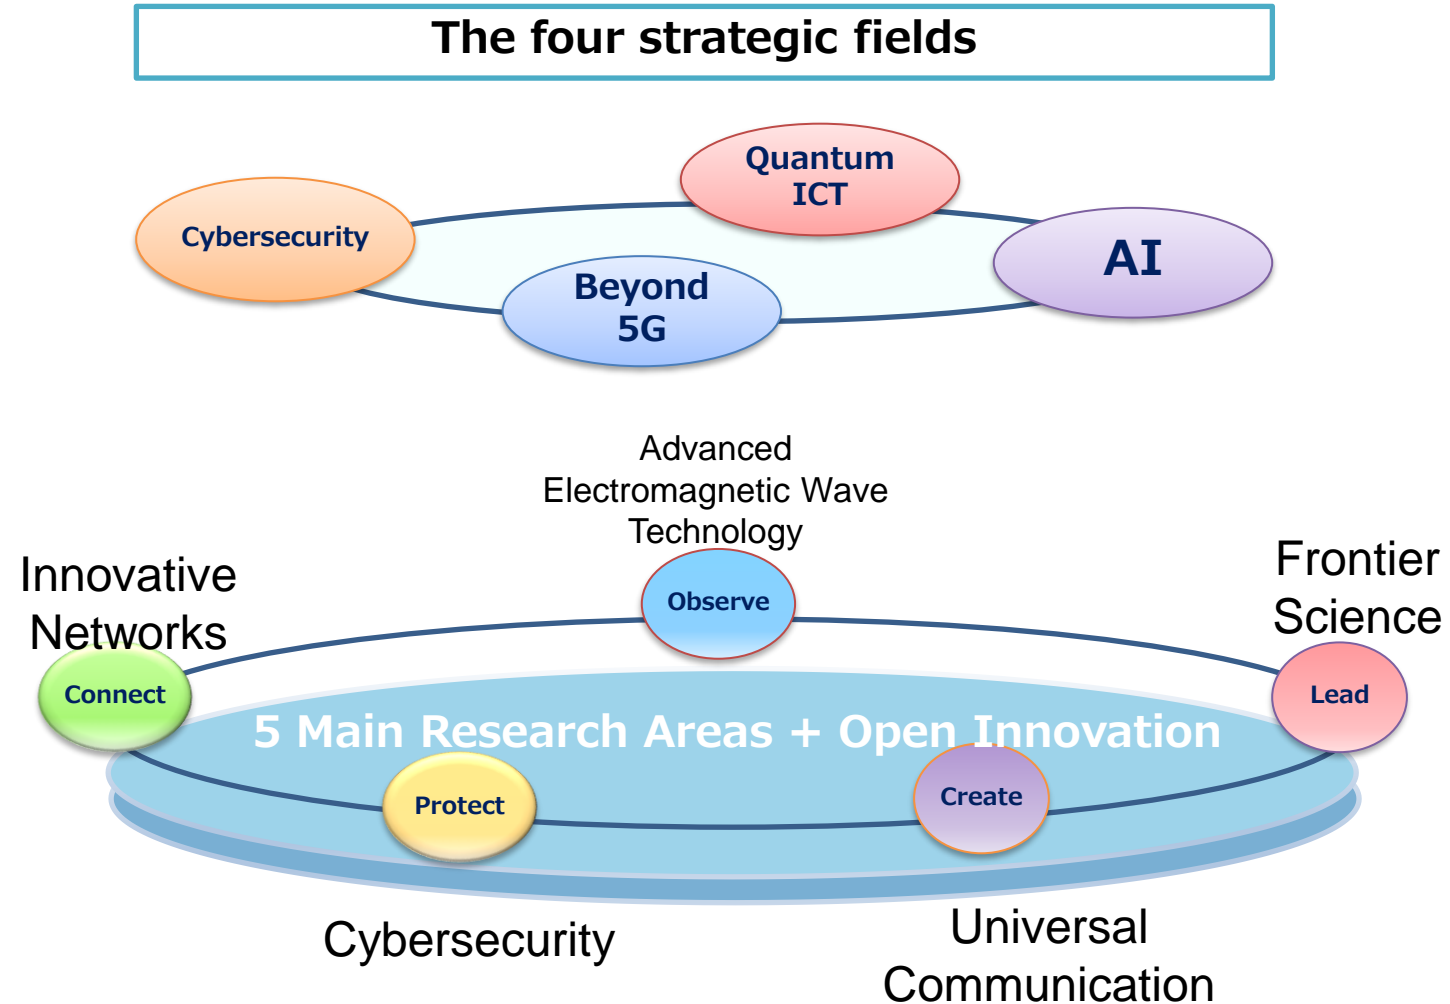 The four strategic fields
Quantum
ICT
Cybersecurity
AI
Beyond
5G
Advanced
Electromagnetic Wave
Technology
Innovative
Networks
Frontier
Science
Observe
Connect
Lead
5 Main Research Areas + Open Innovation
Protect
Create
Cybersecurity
Universal
Communication